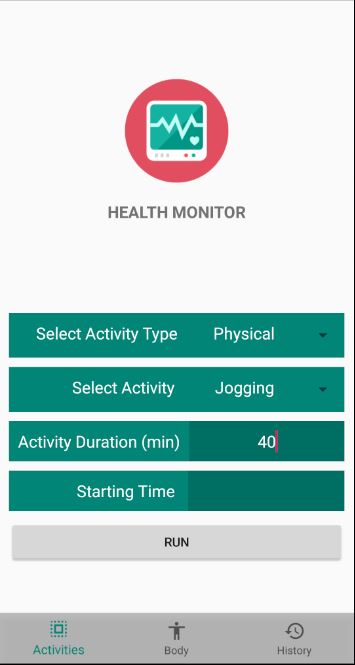 HEALTH MONITOR
Select Activity Type Physical
Select Activity Jogging
Activity Duration (min) 40
Starting Time
RUN
Activities Body History